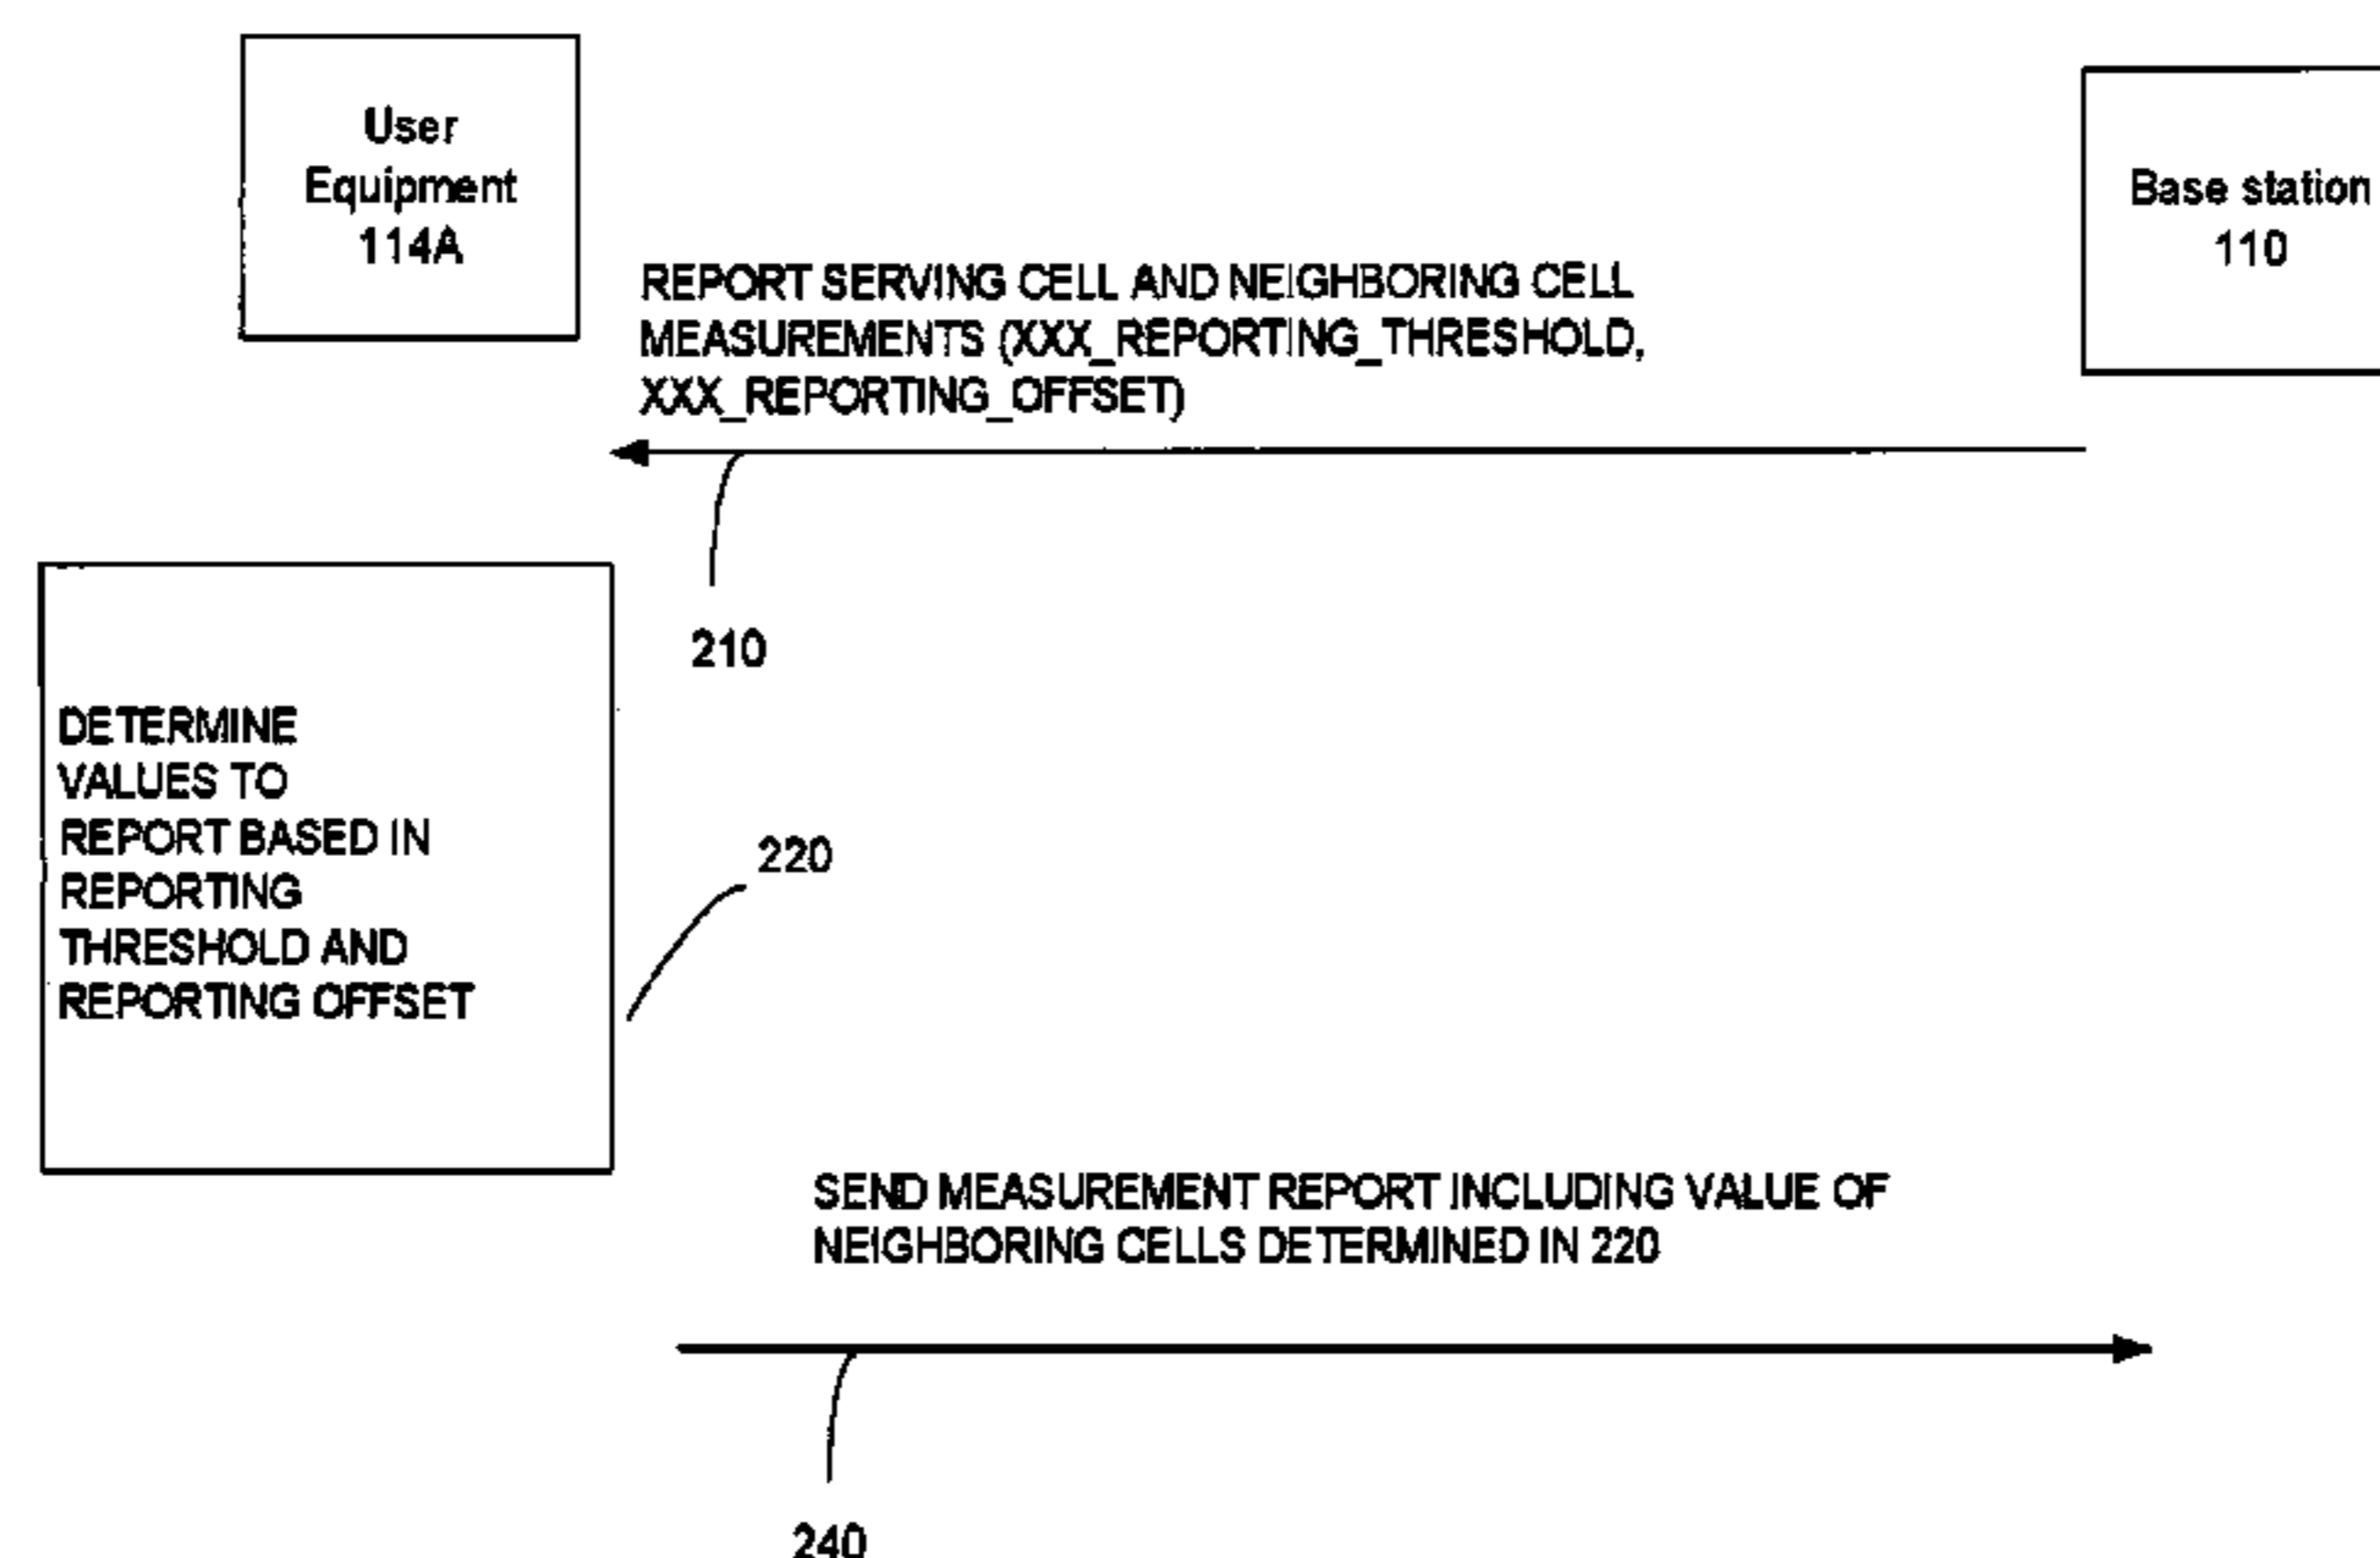 User
Equipment
114A
Base station
110
REPORT SERVING CELL AND NEIGHBORING CELL
MEASUREMENTS (XXX_REPORTING_THRESHOLD,
XXX_REPORTING_OFFSET)
210
DETERMINE
VALUES TO
REPORT BASED IN
REPORTING
THRESHOLD AND
REPORTING OFFSET
220
SEND MEASUREMENT REPORT INCLUDING VALUE OF
NEIGHBORING CELLS DETERMINED IN 220
240